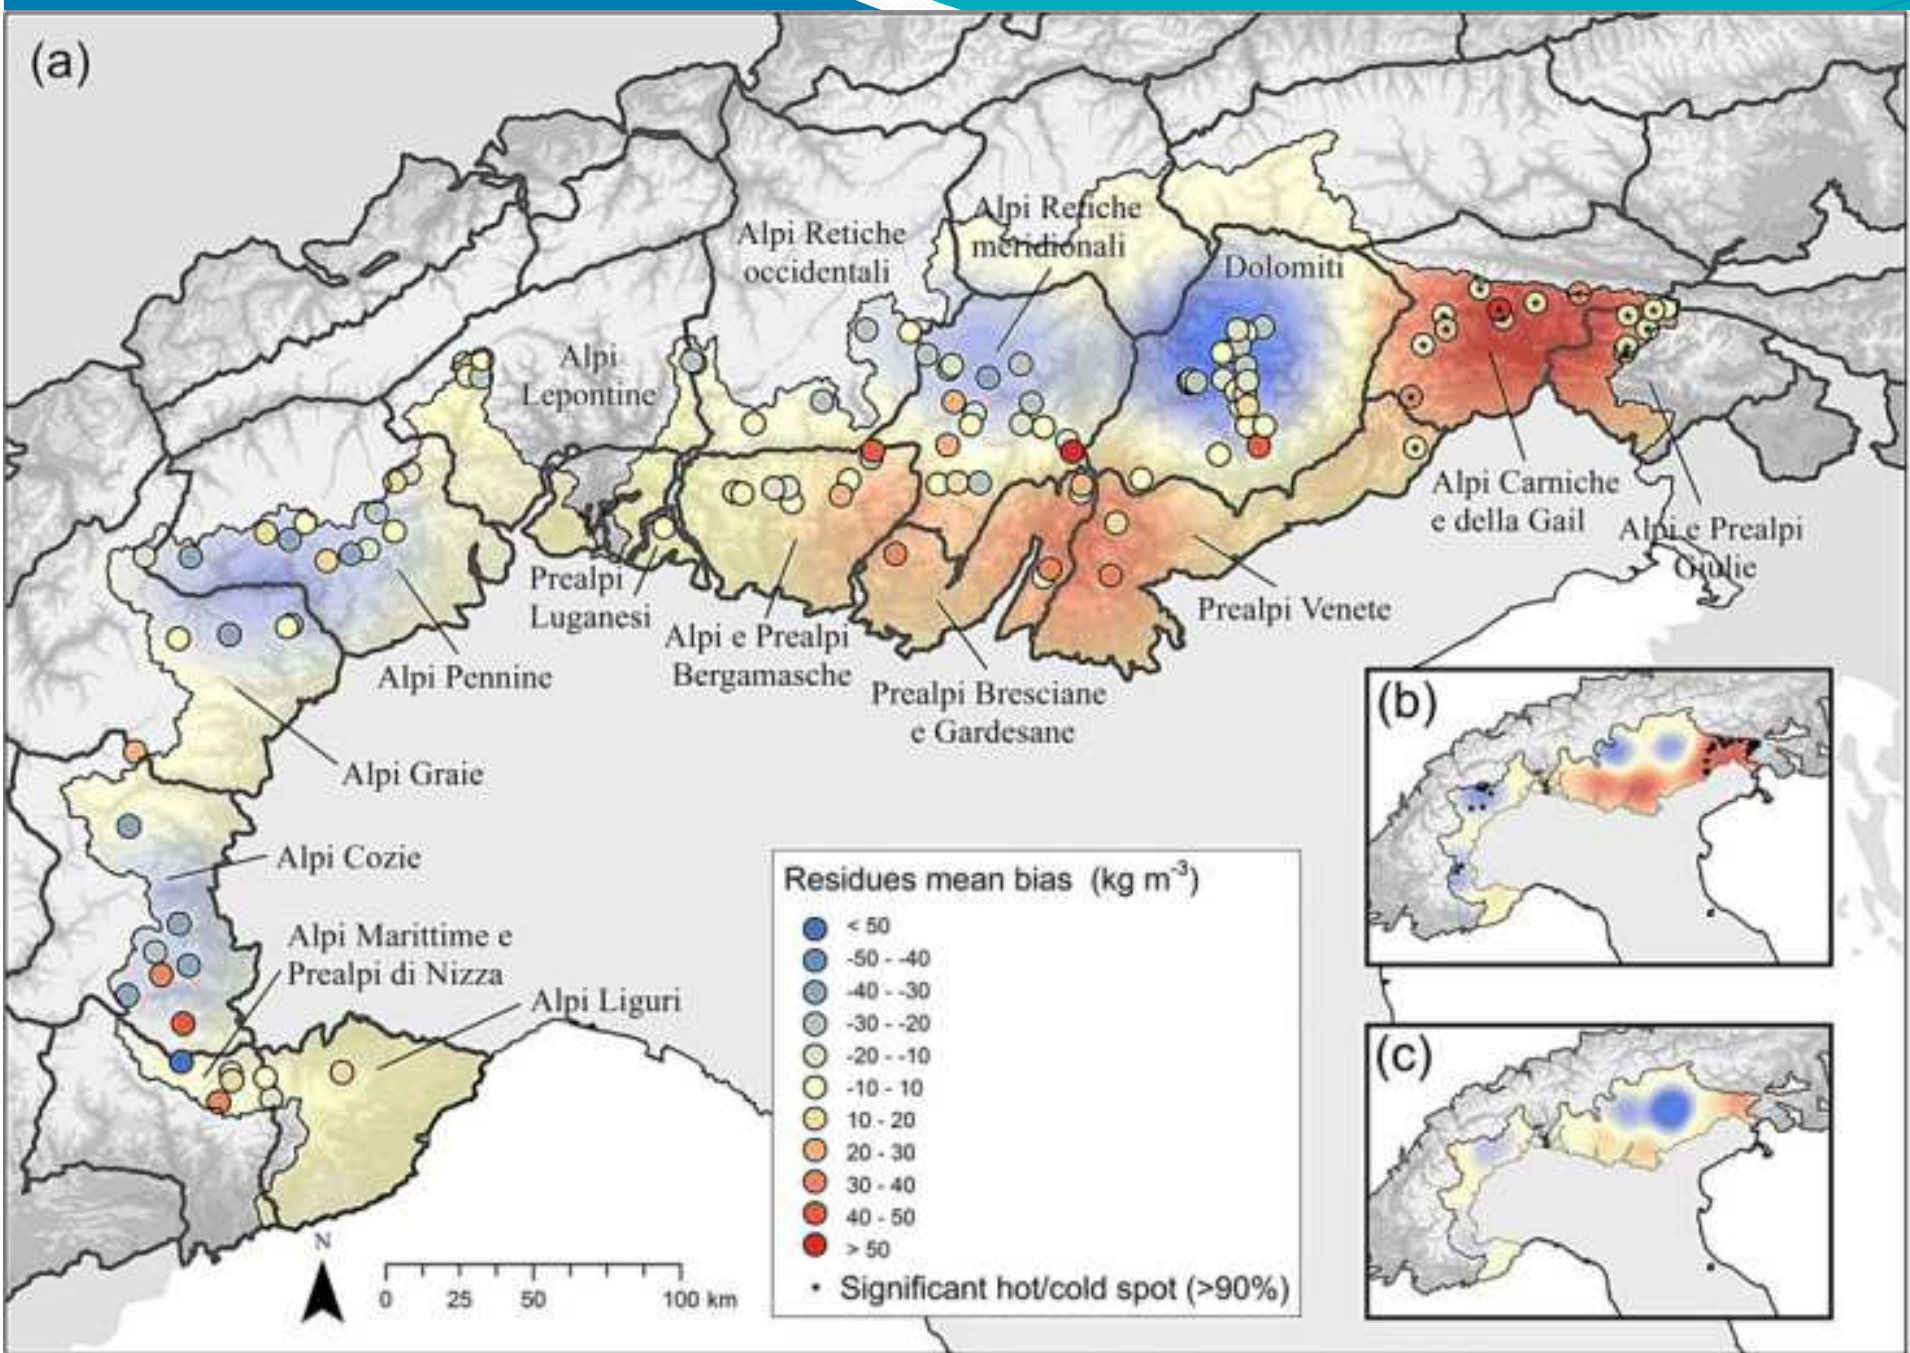 (a)
Alpi Retiche
occidentali
Alpi Retiche
meridionali
Dolomiti
Alpi
Lepontine
Alpi Carniche
e della Gail
Alpi e Prealpi
Giulie
Prealpi
Luganesi
Prealpi Venete
Alpi e Prealpi
Bergamasche
Alpi Pennine
Prealpi Bresciane
e Gardesane
Alpi Graie
Alpi Cozie
Alpi Marittime e
Prealpi di Nizza
Alpi Liguri
N
0 25 50 100 km
Residues mean bias (kg m-3)
< 50
-50 - -40
-40 - -30
-30 - -20
-20 - -10
-10 - 10
10 - 20
20 - 30
30 - 40
40 - 50
> 50
Significant hot/cold spot (>90%)
(b)
(c)